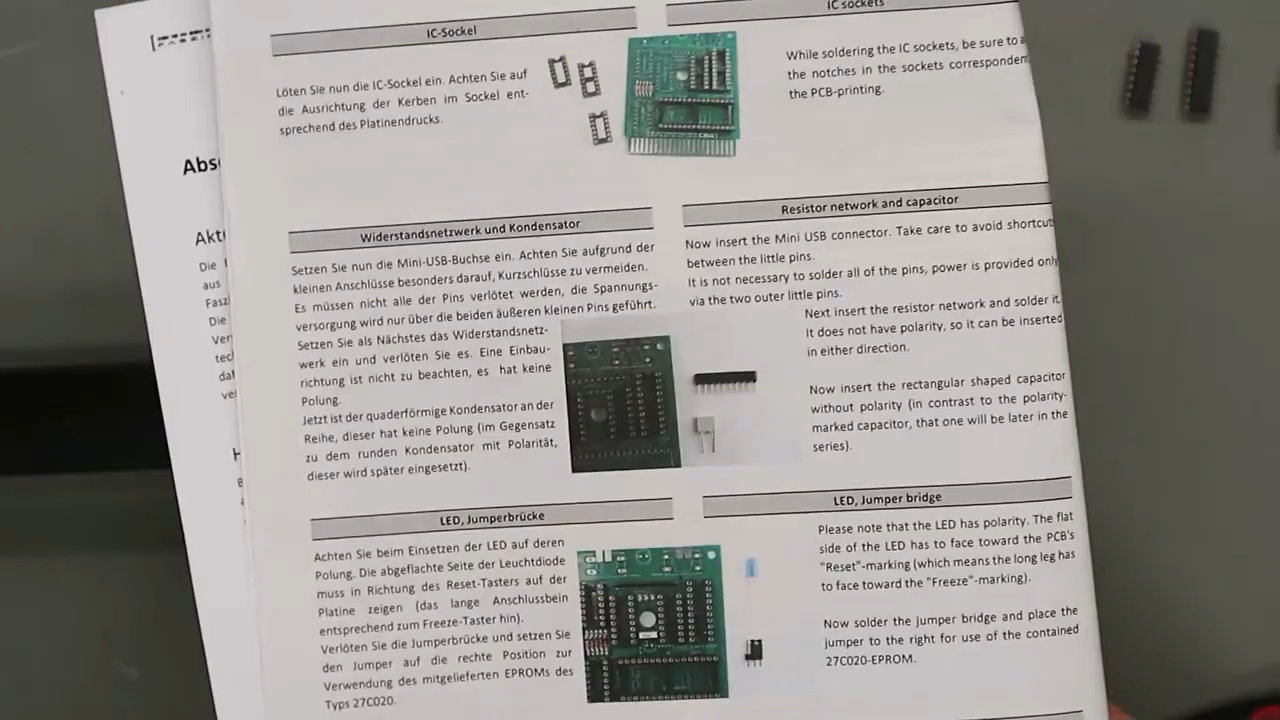 IC-Sockel
Löten Sie nun die IC-Sockel ein. Achten Sie auf
die Ausrichtung der Kerben im Sockel ent-
sprechend des Platinendrucks.
IC sockets
While soldering the IC sockets, be sure to
the notches in the sockets
the PCB-printing.
Widerstandsnetzwerk und Kondensator
Setzen Sie nun die Mini-USB-Buchse ein. Achten Sie aufgrund der
kleinen Anschlüsse besonders darauf, Kurzschlüsse zu vermeiden.
Es müssen nicht alle der Pins verlötet werden, die Spannungs-
versorgung wird nur über die beiden äußeren kleinen Pins geführt.
Setzen Sie als Nächstes das Widerstandsnetz-
werk ein und verlöten Sie es. Eine Einbau-
richtung ist nicht zu beachten, es hat keine
Polung.
Jetzt ist der quaderförmige Kondensator an der
Reihe, dieser hat keine Polung (im Gegensatz
zu dem runden Kondensator mit Polarität,
dieser wird später eingesetzt).
Resistor network and capacitor
Now insert the Mini USB connector. Take care to avoid shortcuts
between the little pins.
It is not necessary to solder all of the pins, power is provided only
via the two outer little pins.
Next insert the resistor network and solder it.
It does not have polarity, so it can be inserted
in either direction.
Now insert the rectangular shaped capacitor
without polarity (in contrast to the polarity-
marked capacitor, that one will be later in the
series).
LED, Jumperbrücke
Achten Sie beim Einsetzen der LED auf deren
Polung. Die abgeflachte Seite der Leuchtdiode
muss in Richtung des Reset-Tasters auf der
Platine zeigen (das lange Anschlussbein
entsprechend zum Freeze-Taster hin).
Verlöten Sie die Jumperbrücke und setzen Sie
den Jumper auf die rechte Position zur
Verwendung des mitgelieferten EPROMs des
Typs 27C020.
LED, Jumper bridge
Please note that the LED has polarity. The flat
side of the LED has to face toward the PCB's
"Reset"-marking (which means the long leg has
to face toward the "Freeze"-marking).
Now solder the jumper bridge and place the
jumper to the right for use of the contained
27C020-EPROM.
Abs
Akt
Die
aus
Fasz
Die
Ver
tec
dal
ve